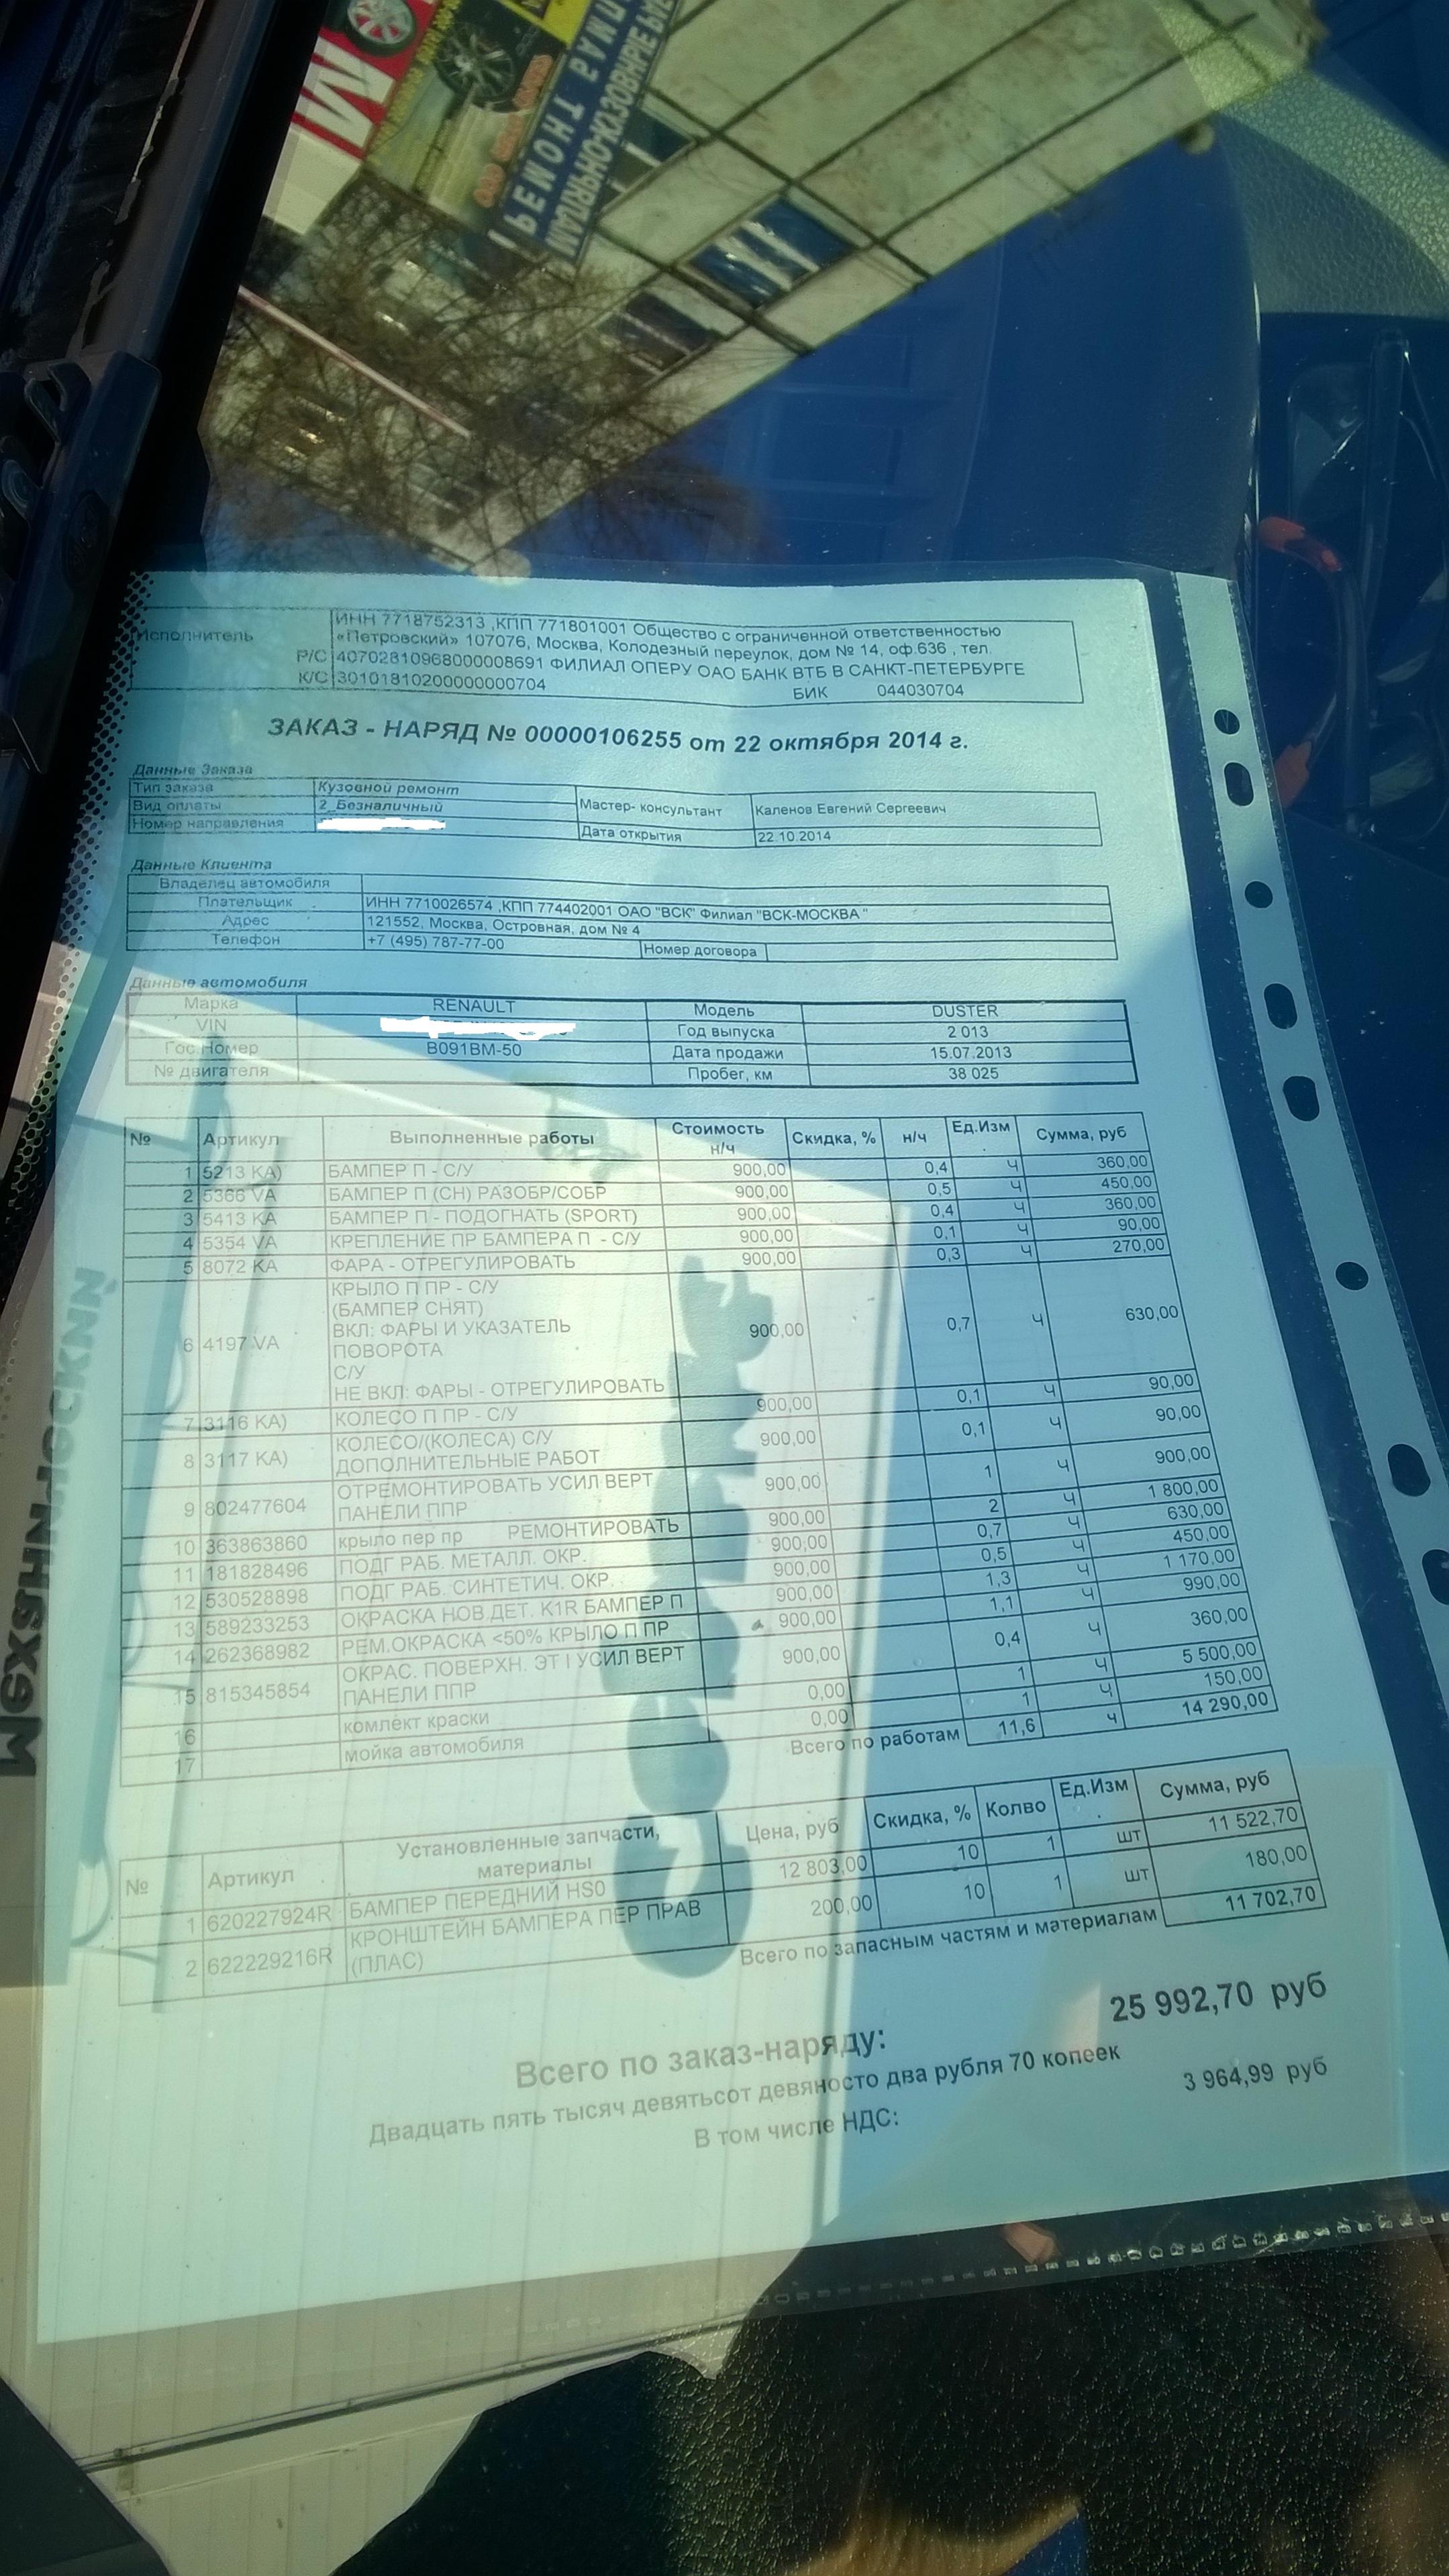 РЕМОНТ
ИНН 7718752313 ,КПП 771801001 Общество с ограниченной ответственностью
Исполнитель «Петровский» 107076, Москва, Колодезный переулок, дом № 14, оф.636 , тел.
Р/С 40702810968000008691 ФИЛИАЛ ОПЕРУ ОАО БАНК ВТБ В САНКТ-ПЕТЕРБУРГЕ
К/С 30101810200000000704 БИК 044030704
ЗАКАЗ - НАРЯД № 00000106255 от 22 октября 2014 г.
Данные Заказа
Тип заказа Кузовной ремонт
Вид оплаты 2_Безналичный Мастер- консультант Каленов Евгений Сергеевич
Номер направления Дата открытия 22.10.2014
Данные Клиента
Владелец автомобиля
Плательщик ИНН 7710026574 ,КПП 774402001 ОАО "ВСК" Филиал "ВСК-МОСКВА "
Адрес 121552, Москва, Островная, дом № 4
Телефон +7 (495) 787-77-00 Номер договора
Данные автомобиля
Марка RENAULT Модель DUSTER
VIN Год выпуска 2 013
Гос.Номер В091ВМ-50 Дата продажи 15.07.2013
№ двигателя Пробег, км 38 025
№ Артикул Выполненные работы Стоимость н/ч Скидка, % н/ч Ед.Изм. Сумма, руб
1 5213 KA) БАМПЕР П - С/У 900,00 0,4 ч 360,00
2 5366 VA БАМПЕР П (СН) РАЗОБР/СОБР 900,00 0,5 ч 450,00
3 5413 KA БАМПЕР П - ПОДОГНАТЬ (SPORT) 900,00 0,4 ч 360,00
4 5354 VA КРЕПЛЕНИЕ ПР БАМПЕРА П - С/У 900,00 0,1 ч 90,00
5 8072 KA ФАРА - ОТРЕГУЛИРОВАТЬ 900,00 0,3 ч 270,00
КРЫЛО П ПР - С/У
(БАМПЕР СНЯТ)
ВКЛ: ФАРЫ И УКАЗАТЕЛЬ
6 4197 VA ПОВОРОТА 900,00 0,7 ч 630,00
С/У
НЕ ВКЛ: ФАРЫ - ОТРЕГУЛИРОВАТЬ
7 3116 KA) КОЛЕСО П ПР - С/У 900,00 0,1 ч 90,00
КОЛЕСО/(КОЛЕСА) С/У
8 3117 KA) ДОПОЛНИТЕЛЬНЫЕ РАБОТ 900,00 0,1 ч 90,00
ОТРЕМОНТИРОВАТЬ УСИЛ ВЕРТ
9 802477604 ПАНЕЛИ ППР 900,00 1 ч 900,00
10 363863860 крыло пер пр РЕМОНТИРОВАТЬ 900,00 2 ч 1 800,00
11 181828496 ПОДГ РАБ. МЕТАЛЛ. ОКР. 900,00 0,7 ч 630,00
12 530528898 ПОДГ РАБ. СИНТЕТИЧ. ОКР. 900,00 0,5 ч 450,00
13 589233253 ОКРАСКА НОВ.ДЕТ. K1R БАМПЕР П 900,00 1,3 ч 1 170,00
14 262368982 РЕМ.ОКРАСКА <50% КРЫЛО П ПР 900,00 1,1 ч 990,00
ОКРАС. ПОВЕРХН. ЭТ I УСИЛ ВЕРТ
15 815345854 ПАНЕЛИ ППР 900,00 0,4 ч 360,00
16 комлект краски 0,00 1 ч 5 500,00
17 мойка автомобиля 0,00 1 ч 150,00
Всего по работам 11,6 ч 14 290,00
№ Артикул Установленные запчасти, материалы Цена, руб Скидка, % Колво Ед.Изм. Сумма, руб
1 620227924R БАМПЕР ПЕРЕДНИЙ HS0 12 803,00 10 1 шт 11 522,70
2 622229216R КРОНШТЕЙН БАМПЕРА ПЕР ПРАВ (ПЛАС) 200,00 10 1 шт 180,00
Всего по запасным частям и материалам 11 702,70
Всего по заказ-наряду: 25 992,70 руб
Двадцать пять тысяч девятьсот девяносто два рубля 70 копеек
В том числе НДС: 3 964,99 руб